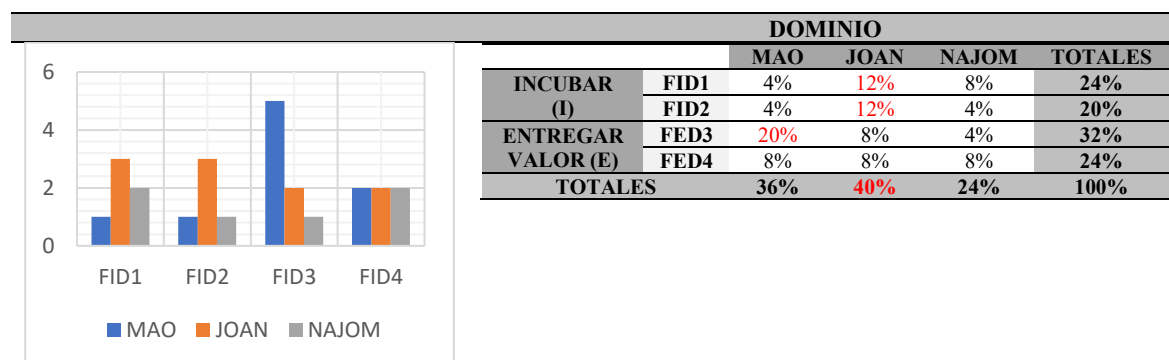 DOMINIO
6
4
2
0
FID1 FID2 FID3 FID4
MAO JOAN NAJOM
MAO JOAN NAJOM TOTALES
INCUBAR FID1 4% 12% 8% 24%
(I) FID2 4% 12% 4% 20%
ENTREGAR FED3 20% 8% 4% 32%
VALOR (E) FED4 8% 8% 8% 24%
TOTALES 36% 40% 24% 100%